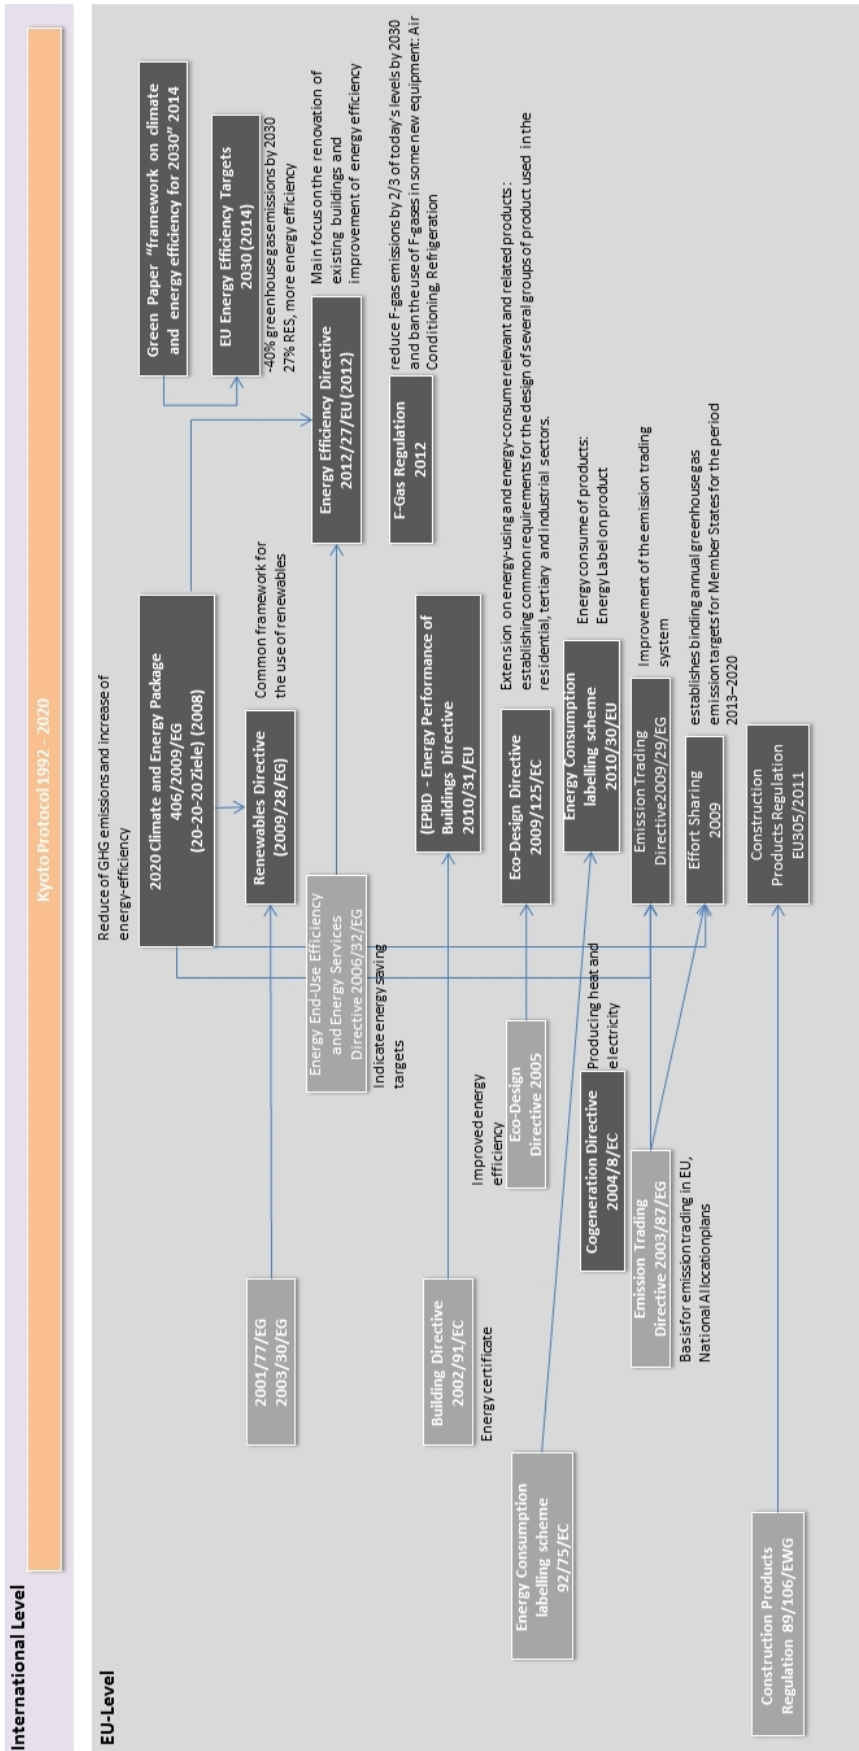 International Level
Kyoto Protocol 1992 - 2020
EU-Level
Reduce of GHG emissions and increase of
energy-efficiency
2020 Climate and Energy Package
406/2009/EG
(20-20-20 Ziele) (2008)
Green Paper "framework on climate
and energy efficiency for 2030" 2014
EU Energy Efficiency Targets
2030 (2014)
-40% greenhouse gas emissions by 2030
27% RES, more energy efficiency
2001/77/EG
2003/30/EG
Renewables Directive
(2009/28/EG)
Common framework for
the use of renewables
Energy End-Use Efficiency
and Energy Services
Directive 2006/32/EG
Indicate energy saving
targets
Energy Efficiency Directive
2012/27/EU (2012)
Main focus on the renovation of
existing buildings and
improvement of energy efficiency
F-Gas Regulation
2012
reduce F-gas emissions by 2/3 of today's levels by 2030
and ban the use of F-gases in some new equipment: Air
Conditioning, Refrigeration
Building Directive
2002/91/EC
Energy certificate
(EPBD - Energy Performance of
Buildings Directive
2010/31/EU
Improved energy
efficiency
Eco-Design
Directive 2005
Eco-Design Directive
2009/125/EC
Extension on energy-using and energy-consume relevant and related products :
establishing common requirements for the design of several groups of product used in the
residential, tertiary and industrial sectors.
Energy Consumption
labelling scheme
92/75/EC
Energy Consumption
labelling scheme
2010/30/EU
Energy consume of products:
Energy Label on product
Cogeneration Directive
2004/8/EC
Producing heat and
electricity
Emission Trading
Directive 2003/87/EG
Basis for emission trading in EU,
National Allocationplans
Emission Trading
Directive2009/29/EG
Improvement of the emission trading
system
Effort Sharing
2009
establishes binding annual greenhouse gas
emission targets for Member States for the period
2013–2020
Construction Products
Regulation 89/106/EWG
Construction
Products Regulation
EU305/2011